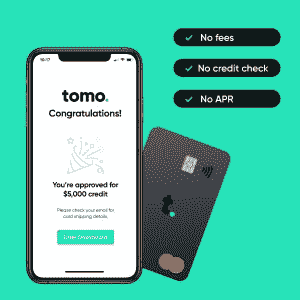 10:17
No fees
tomo.
No credit check
Congratulations!
No APR
You're approved for
$5,000 credit
Please check your email for
card shipping details.